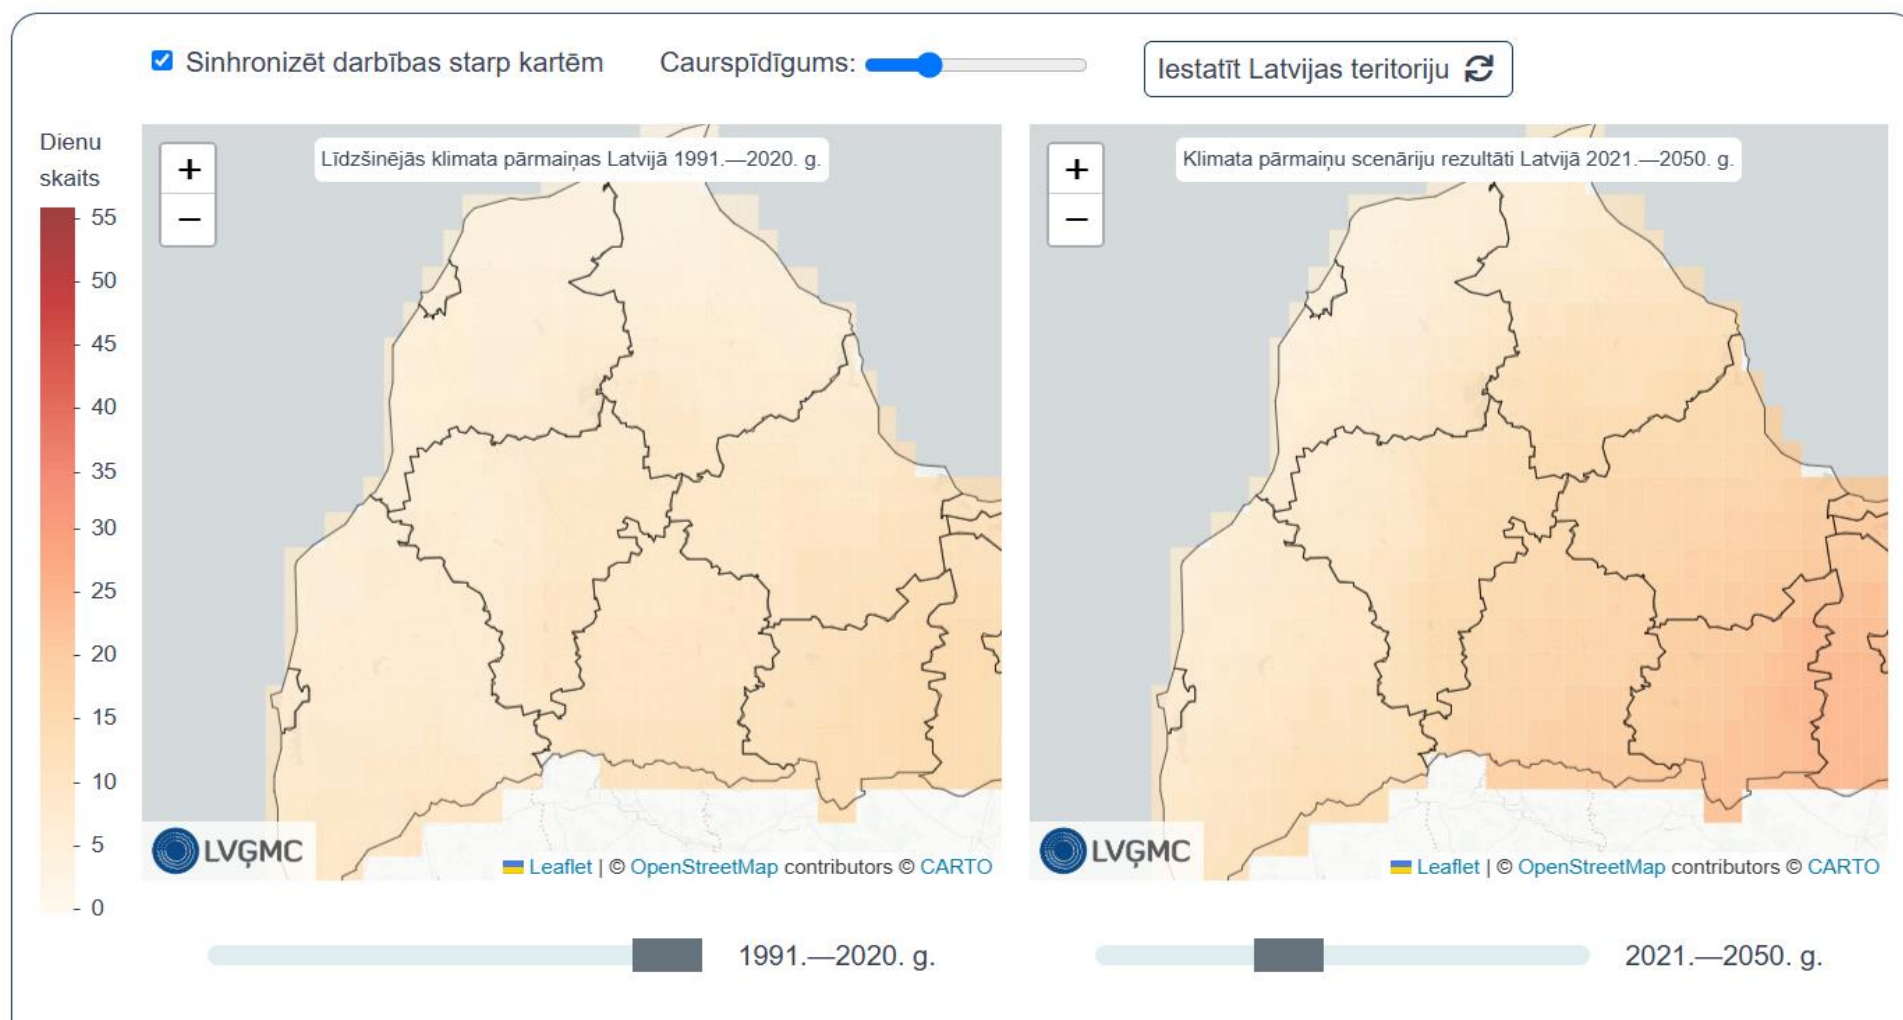 Sinhronizēt darbības starp kartēm
Caurspīdīgums:
Iestatīt Latvijas teritoriju
Dienu
skaits
55
50
45
40
35
30
25
20
15
10
5
0
+
−
Līdzšinējās klimata pārmaiņas Latvijā 1991.—2020. g.
LVĢMC
Leaflet | © OpenStreetMap contributors © CARTO
1991.—2020. g.
+
−
Klimata pārmaiņu scenāriju rezultāti Latvijā 2021.—2050. g.
LVĢMC
Leaflet | © OpenStreetMap contributors © CARTO
2021.—2050. g.